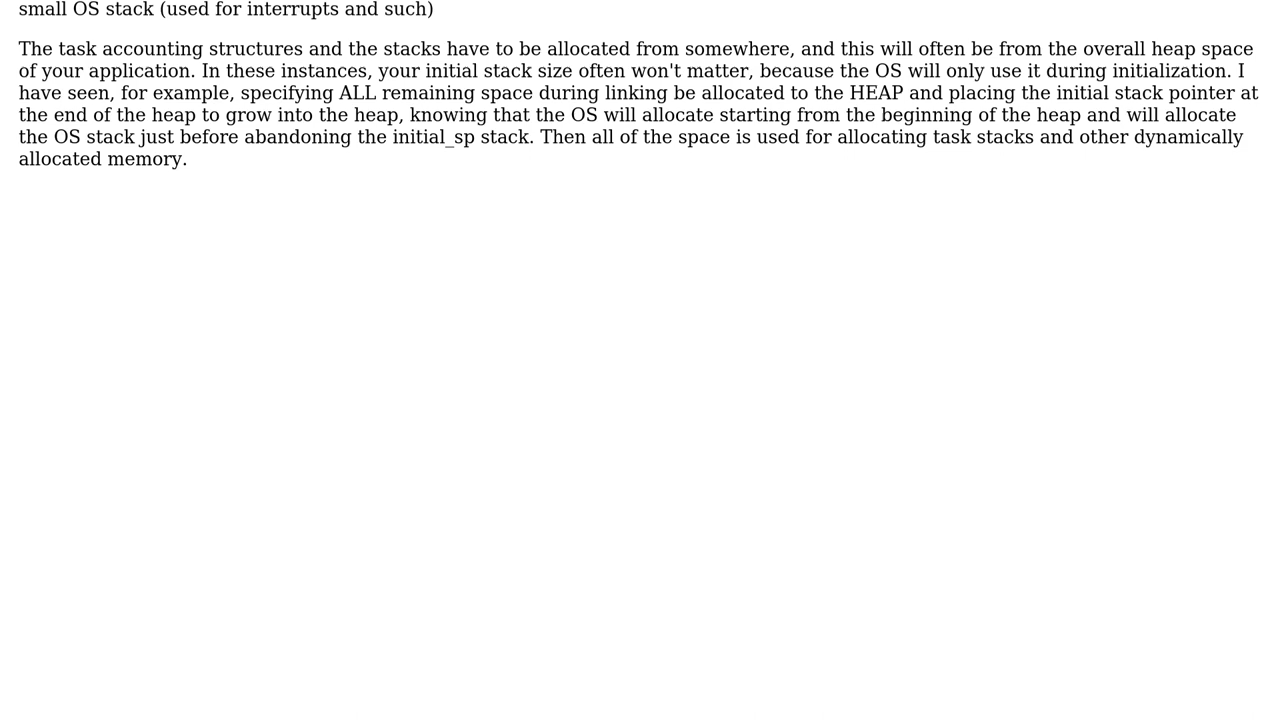 small OS stack (used for interrupts and such)
The task accounting structures and the stacks have to be allocated from somewhere, and this will often be from the overall heap space
of your application. In these instances, your initial stack size often won't matter, because the OS will only use it during initialization. I
have seen, for example, specifying ALL remaining space during linking be allocated to the HEAP and placing the initial stack pointer at
the end of the heap to grow into the heap, knowing that the OS will allocate starting from the beginning of the heap and will allocate
the OS stack just before abandoning the initial_sp stack. Then all of the space is used for allocating task stacks and other dynamically
allocated memory.